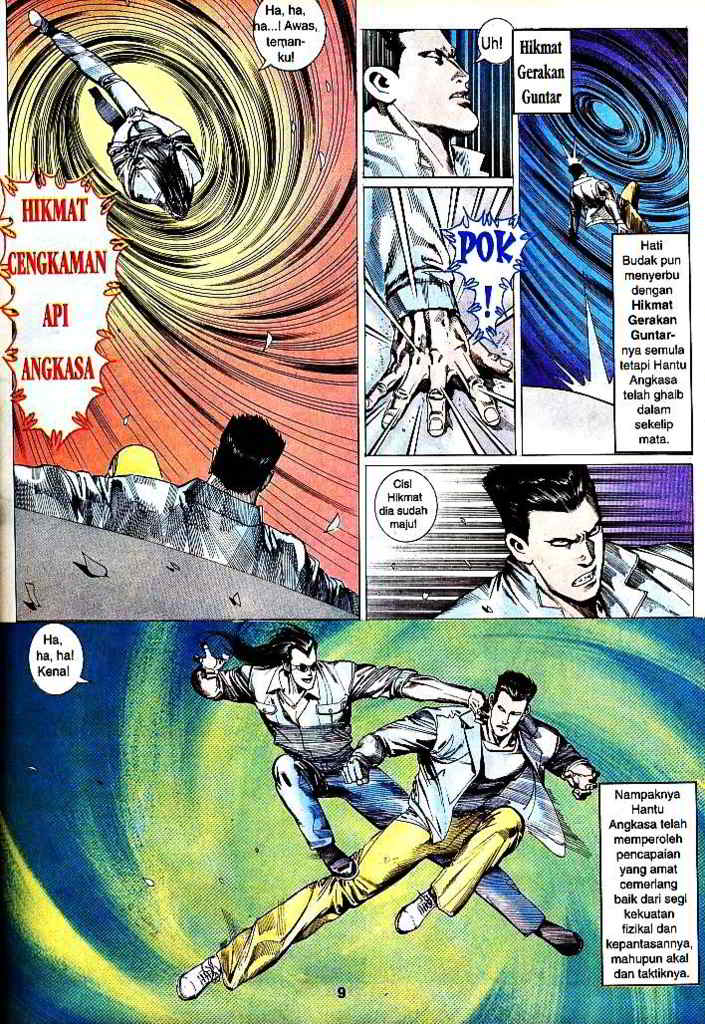 Ha, ha,
ha...! Awas,
teman-
ku!
HIKMAT
CENGKAMAN
API
ANGKASA
Uh!
Hikmat
Gerakan
Guntar
POK
!
Hati
Budak pun
menyerbu
dengan
Hikmat
Gerakan
Guntar-
nya semula
tetapi Hantu
Angkasa
telah ghaib
dalam
sekelip
mata.
Cis!
Hikmat
dia sudah
maju!
Ha,
ha, ha!
Kena!
Nampaknya
Hantu
Angkasa telah
memperoleh
pencapaian
yang amat
cemerlang
baik dari segi
kekuatan
fizikal dan
kepantasannya,
mahupun akal
dan taktiknya.
9